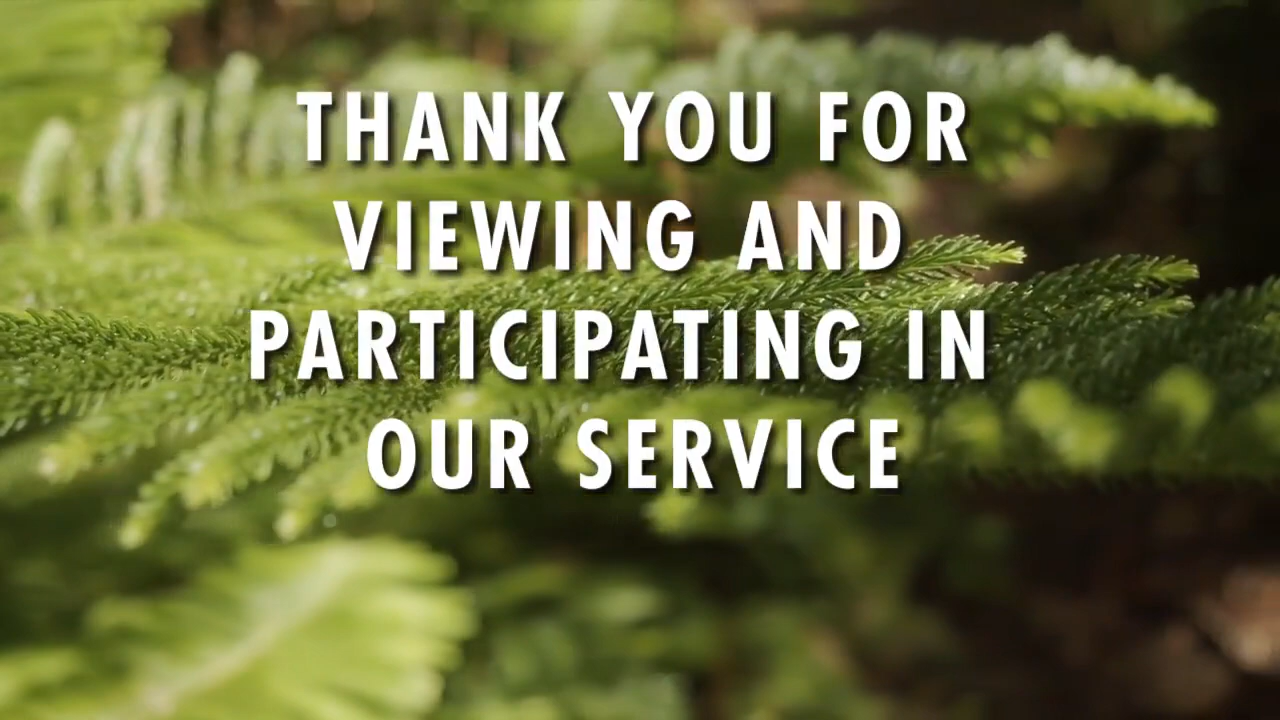 THANK YOU FOR
VIEWING AND
PARTICIPATING IN
OUR SERVICE